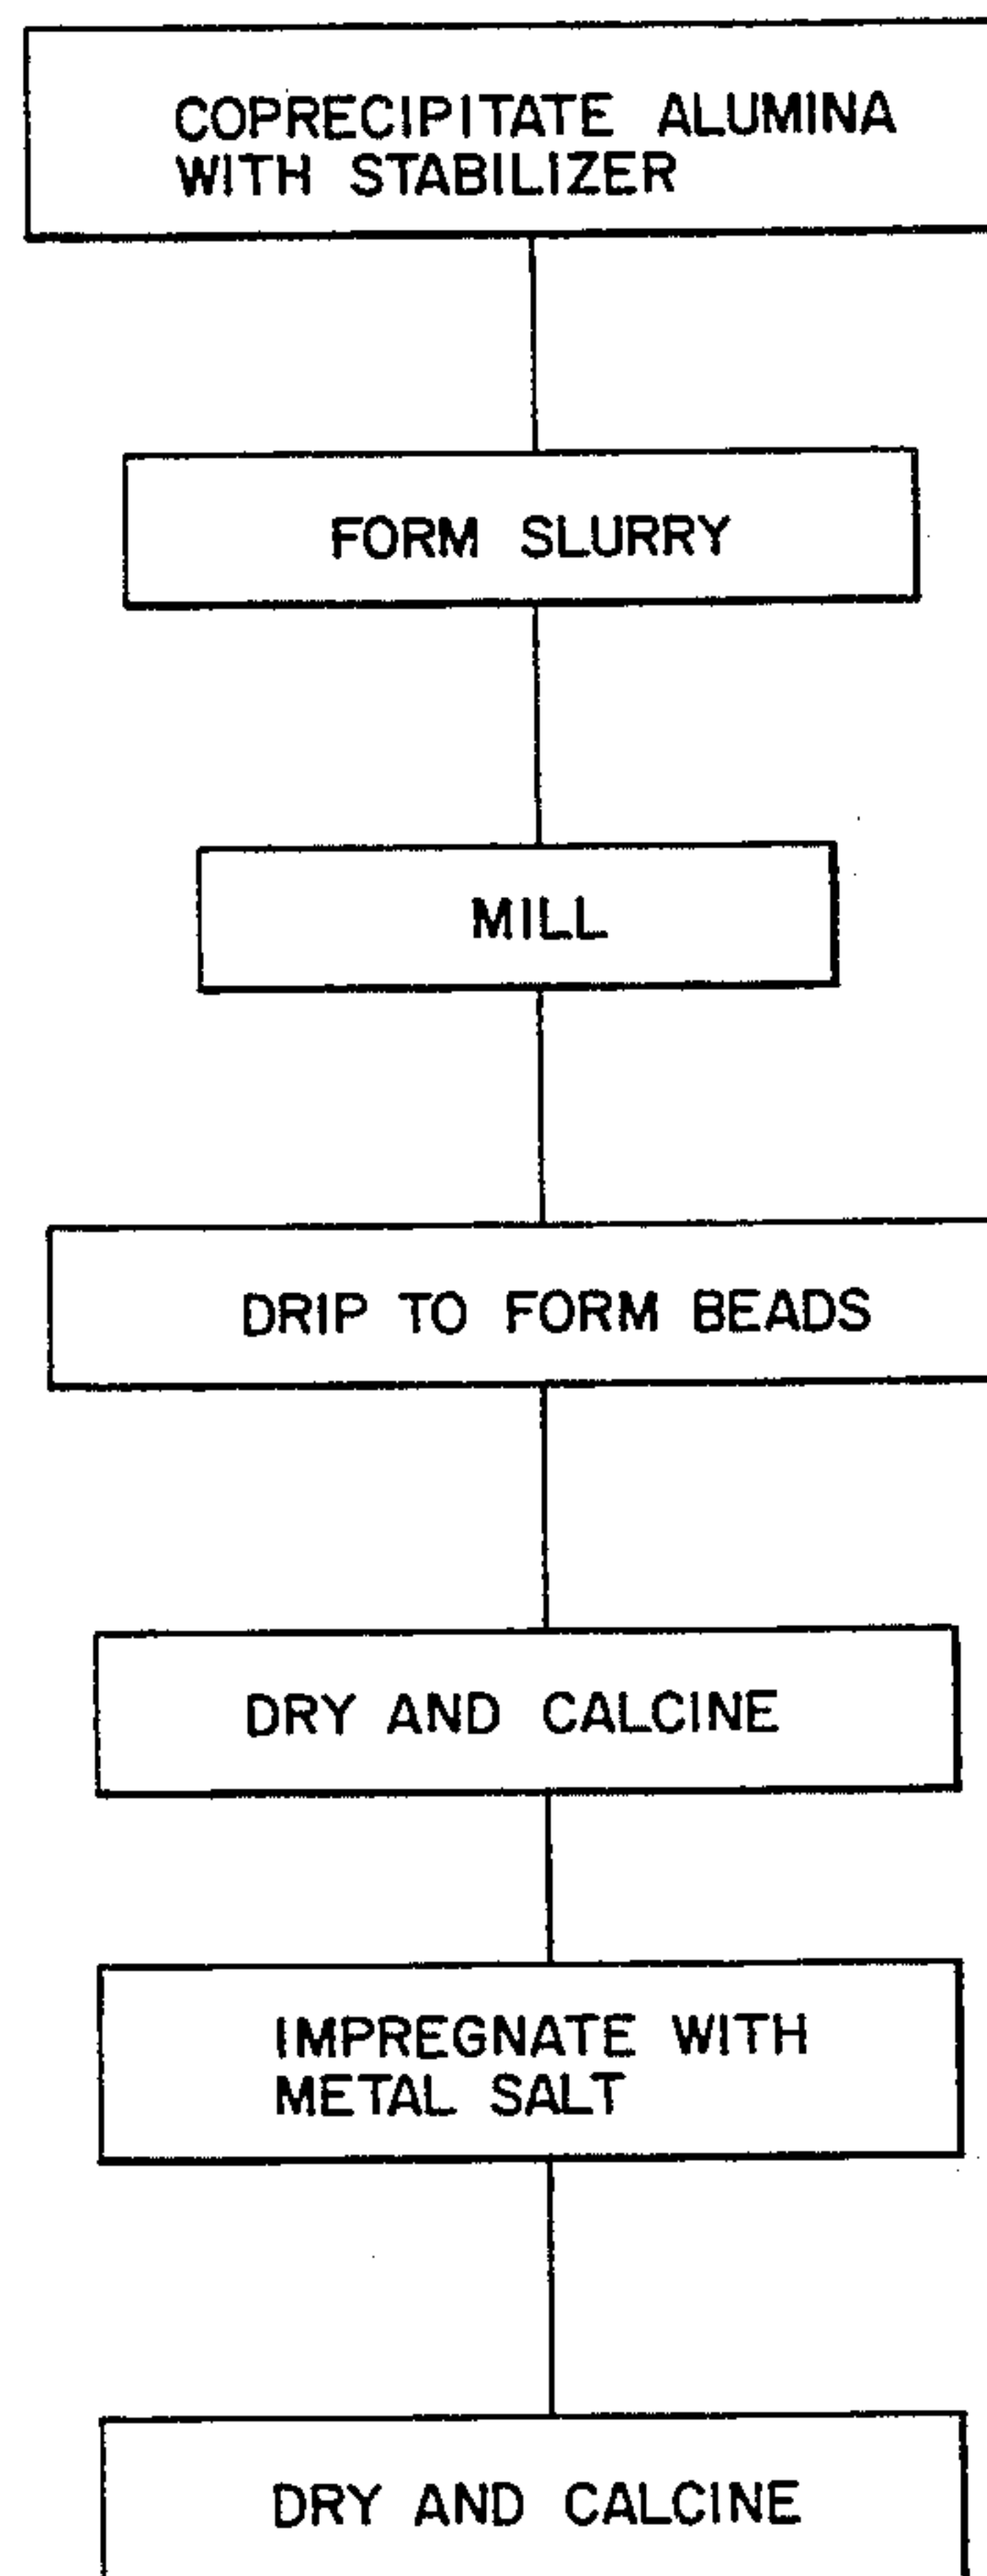 COPRECIPITATE ALUMINA
WITH STABILIZER
FORM SLURRY
MILL
DRIP TO FORM BEADS
DRY AND CALCINE
IMPREGNATE WITH
METAL SALT
DRY AND CALCINE